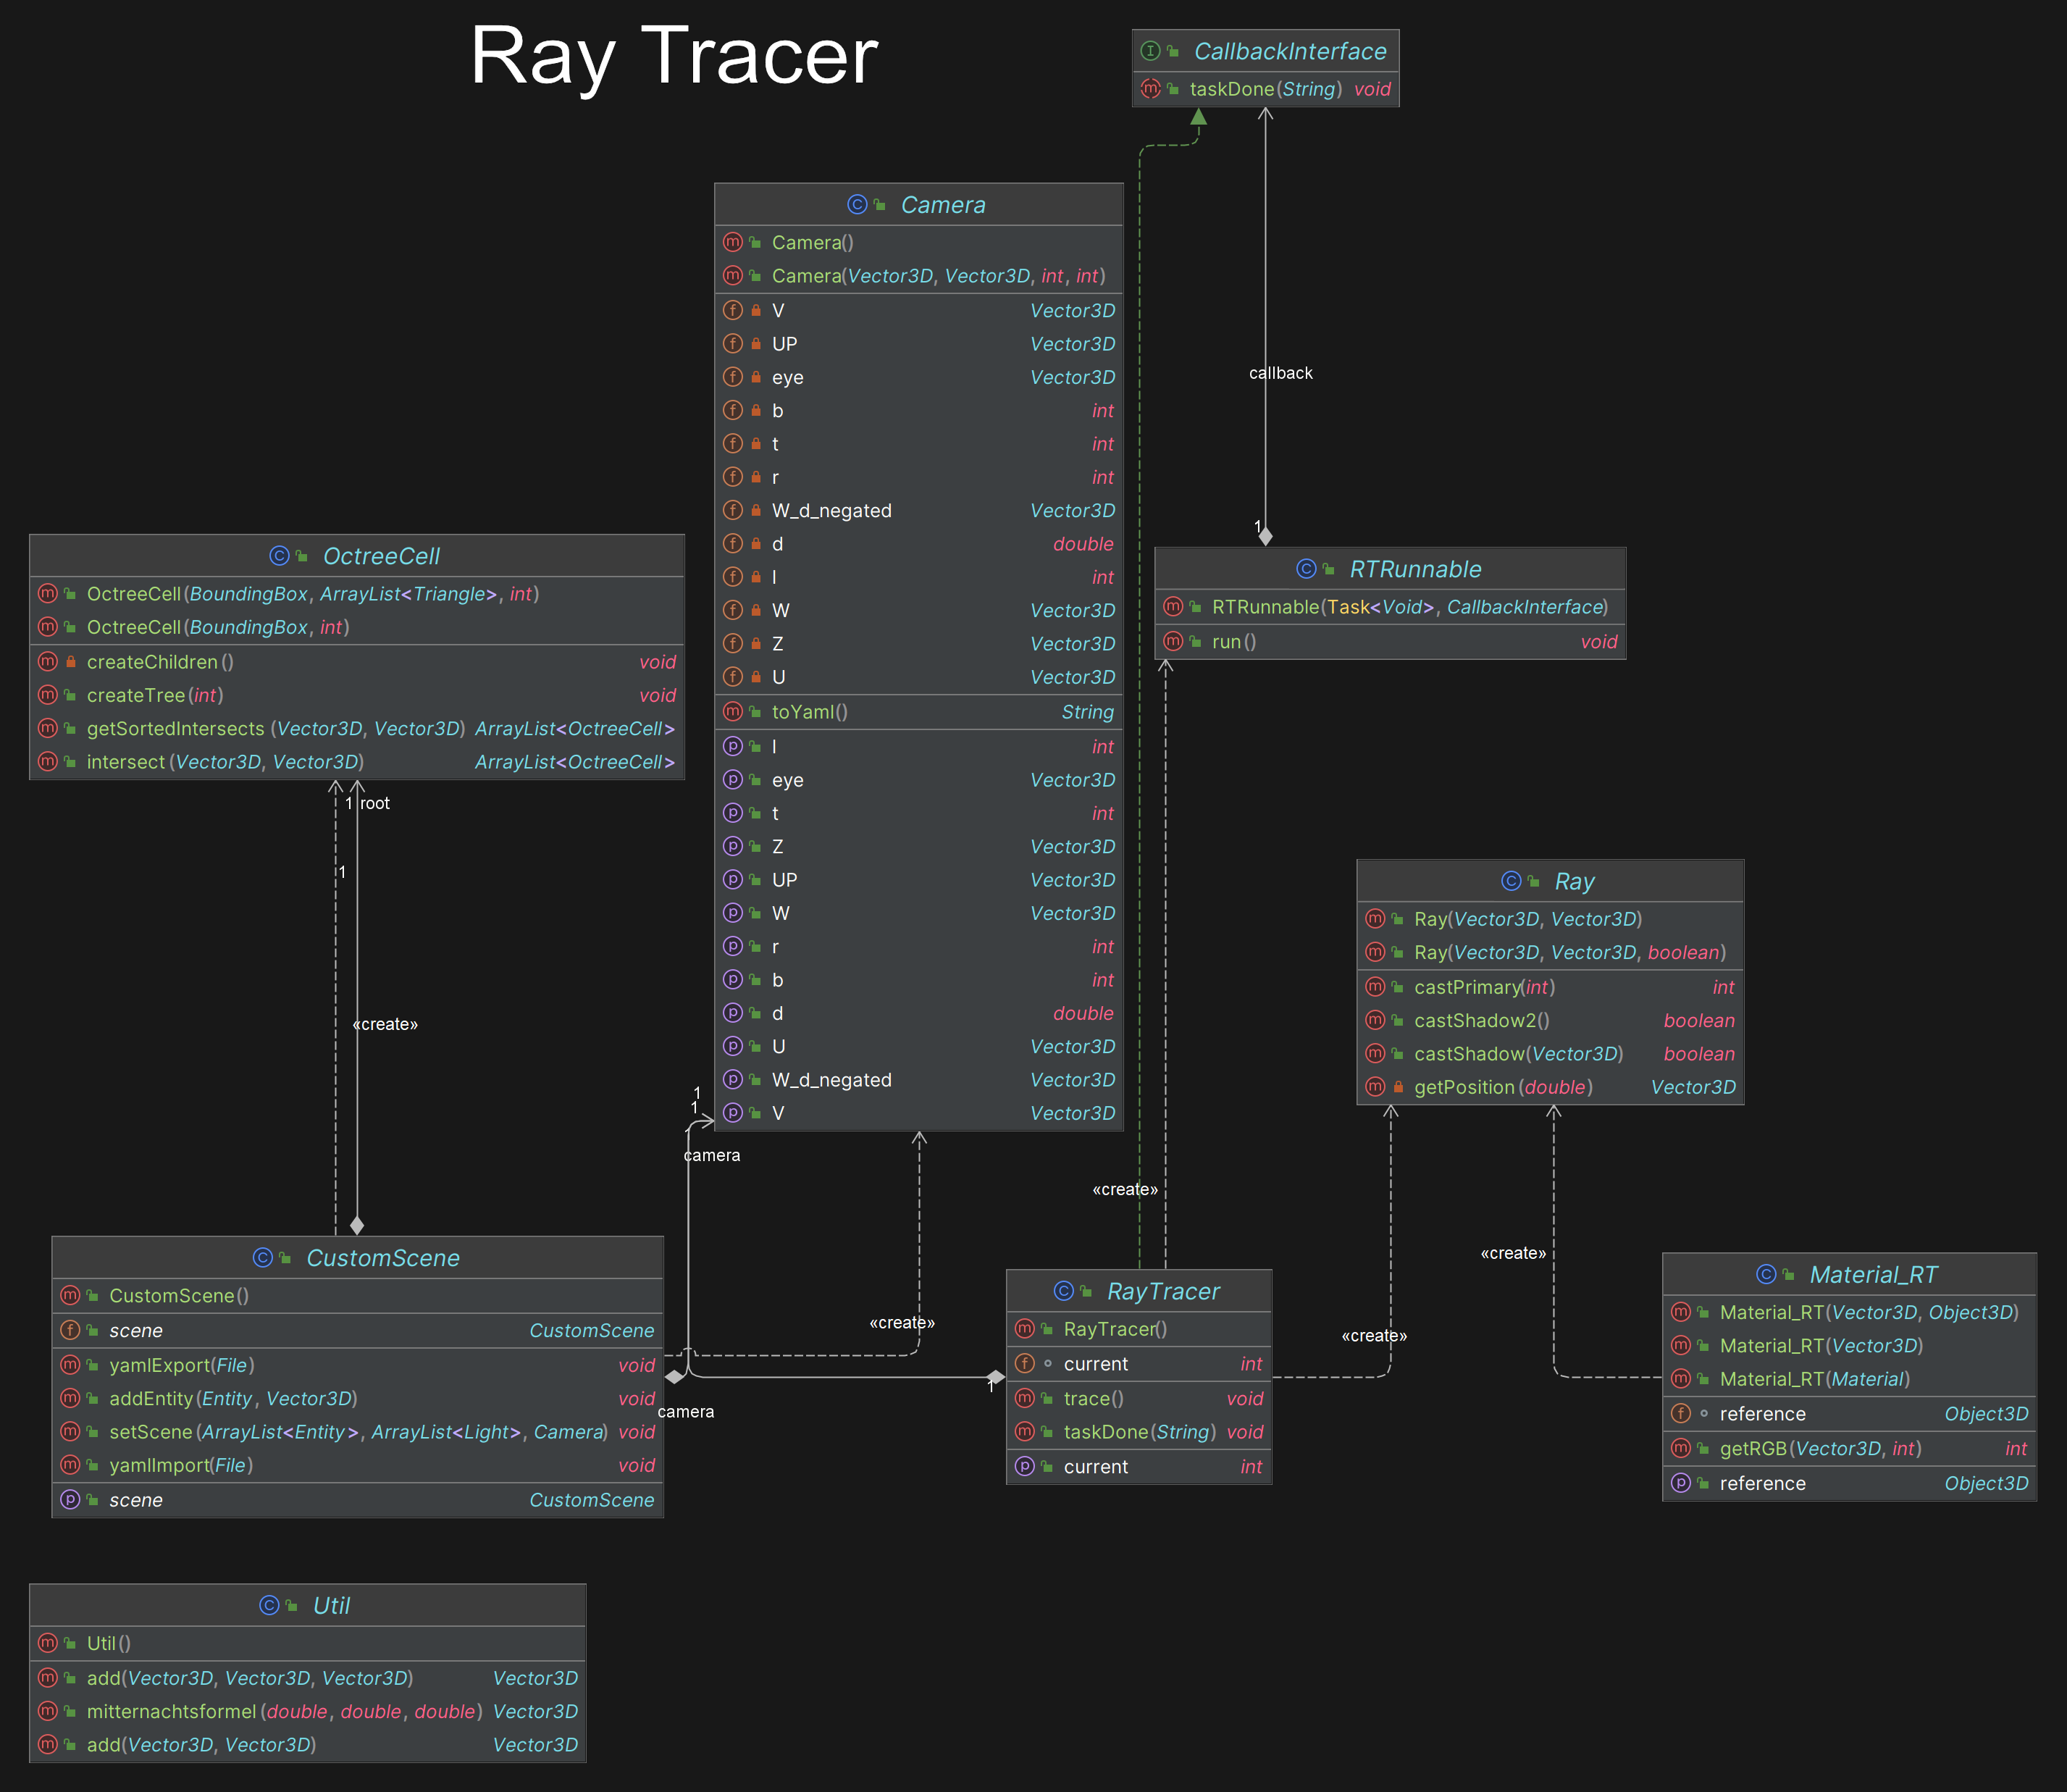 Ray Tracer
CallbackInterface
taskDone(String) void
callback
1
Camera
Camera()
Camera(Vector3D, Vector3D, int, int)
V Vector3D
UP Vector3D
eye Vector3D
b int
t int
r int
W_d_negated Vector3D
d double
l int
W Vector3D
Z Vector3D
U Vector3D
toYaml() String
l int
eye Vector3D
t int
Z Vector3D
UP Vector3D
W Vector3D
r int
b int
d double
U Vector3D
W_d_negated Vector3D
V Vector3D
OctreeCell
OctreeCell(BoundingBox, ArrayList<Triangle>, int)
OctreeCell(BoundingBox, int)
createChildren() void
createTree(int) void
getSortedIntersects(Vector3D, Vector3D) ArrayList<OctreeCell>
intersect(Vector3D, Vector3D) ArrayList<OctreeCell>
1 root
1
«create»
RTRunnable
RTRunnable(Task<Void>, CallbackInterface)
run() void
Ray
Ray(Vector3D, Vector3D)
Ray(Vector3D, Vector3D, boolean)
castPrimary(int) int
castShadow2() boolean
castShadow(Vector3D) boolean
getPosition(double) Vector3D
1
1
1
camera
«create»
«create»
«create»
«create»
CustomScene
CustomScene()
scene CustomScene
yamlExport(File) void
addEntity(Entity, Vector3D) void
setScene(ArrayList<Entity>, ArrayList<Light>, Camera) void
yamlImport(File) void
scene CustomScene
camera
1
RayTracer
RayTracer()
current int
trace() void
taskDone(String) void
current int
Material_RT
Material_RT(Vector3D, Object3D)
Material_RT(Vector3D)
Material_RT(Material)
reference Object3D
getRGB(Vector3D, int) int
reference Object3D
Util
Util()
add(Vector3D, Vector3D, Vector3D) Vector3D
mitternachtsformel(double, double, double) Vector3D
add(Vector3D, Vector3D) Vector3D